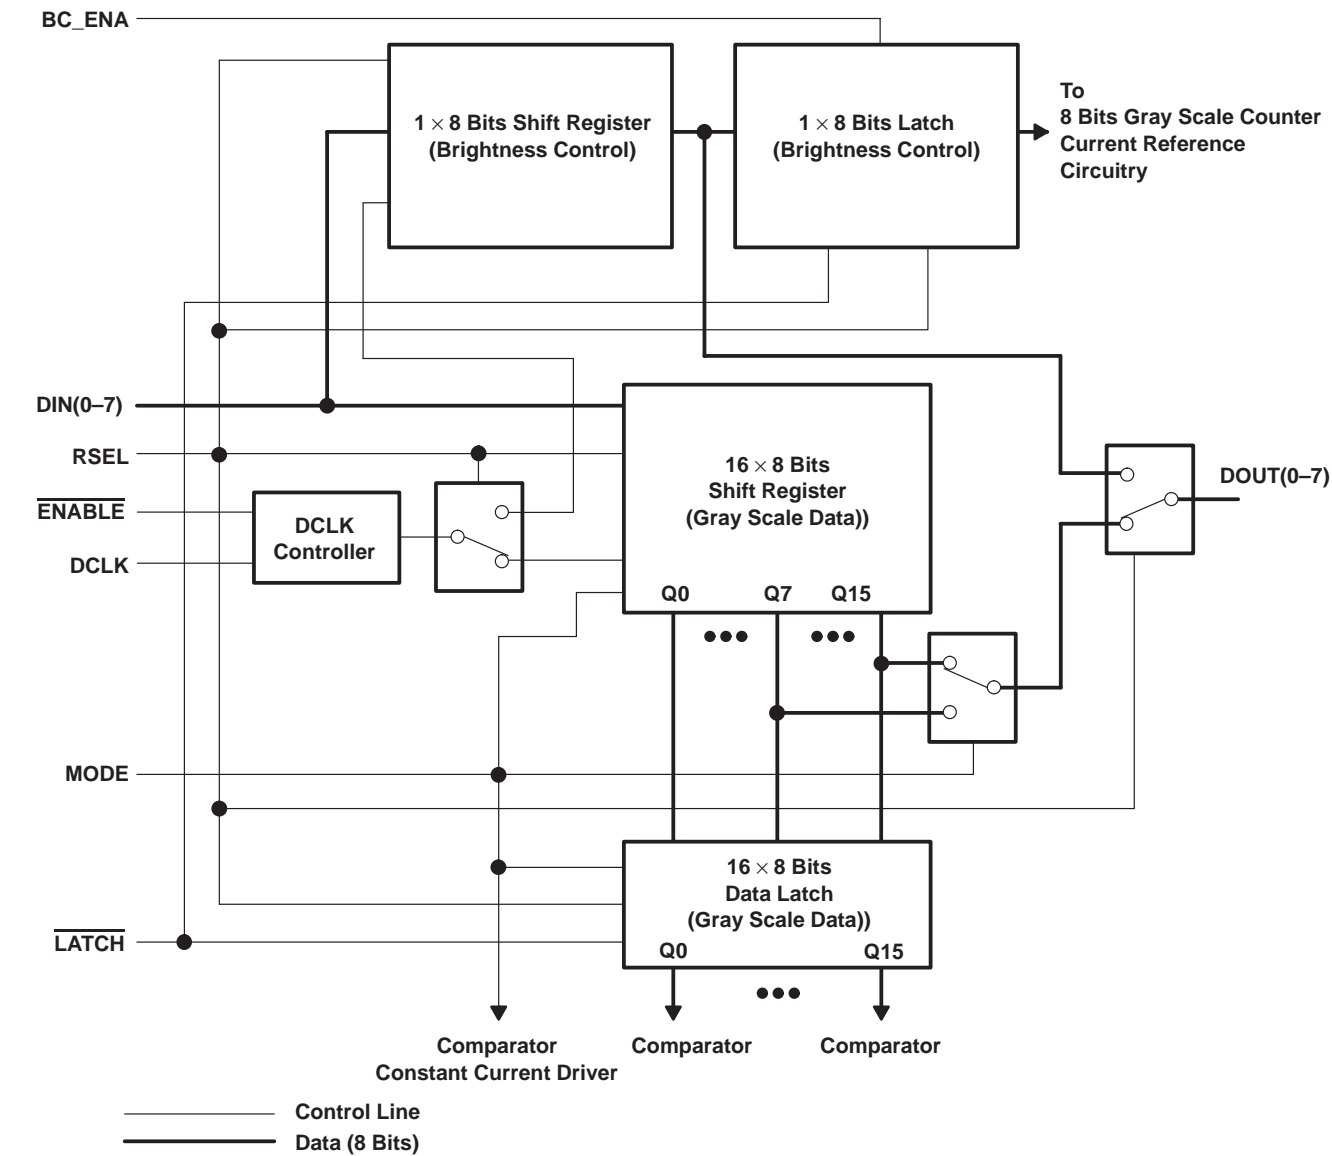 BC_ENA
1 × 8 Bits Shift Register
(Brightness Control)
1 × 8 Bits Latch
(Brightness Control)
To
8 Bits Gray Scale Counter
Current Reference
Circuitry
DIN(0–7)
RSEL
ENABLE
DCLK
DCLK
Controller
16 × 8 Bits
Shift Register
(Gray Scale Data))
Q0 Q7 Q15
DOUT(0–7)
MODE
16 × 8 Bits
Data Latch
(Gray Scale Data))
Q0 Q15
LATCH
Comparator
Constant Current Driver
Comparator
Comparator
Control Line
Data (8 Bits)